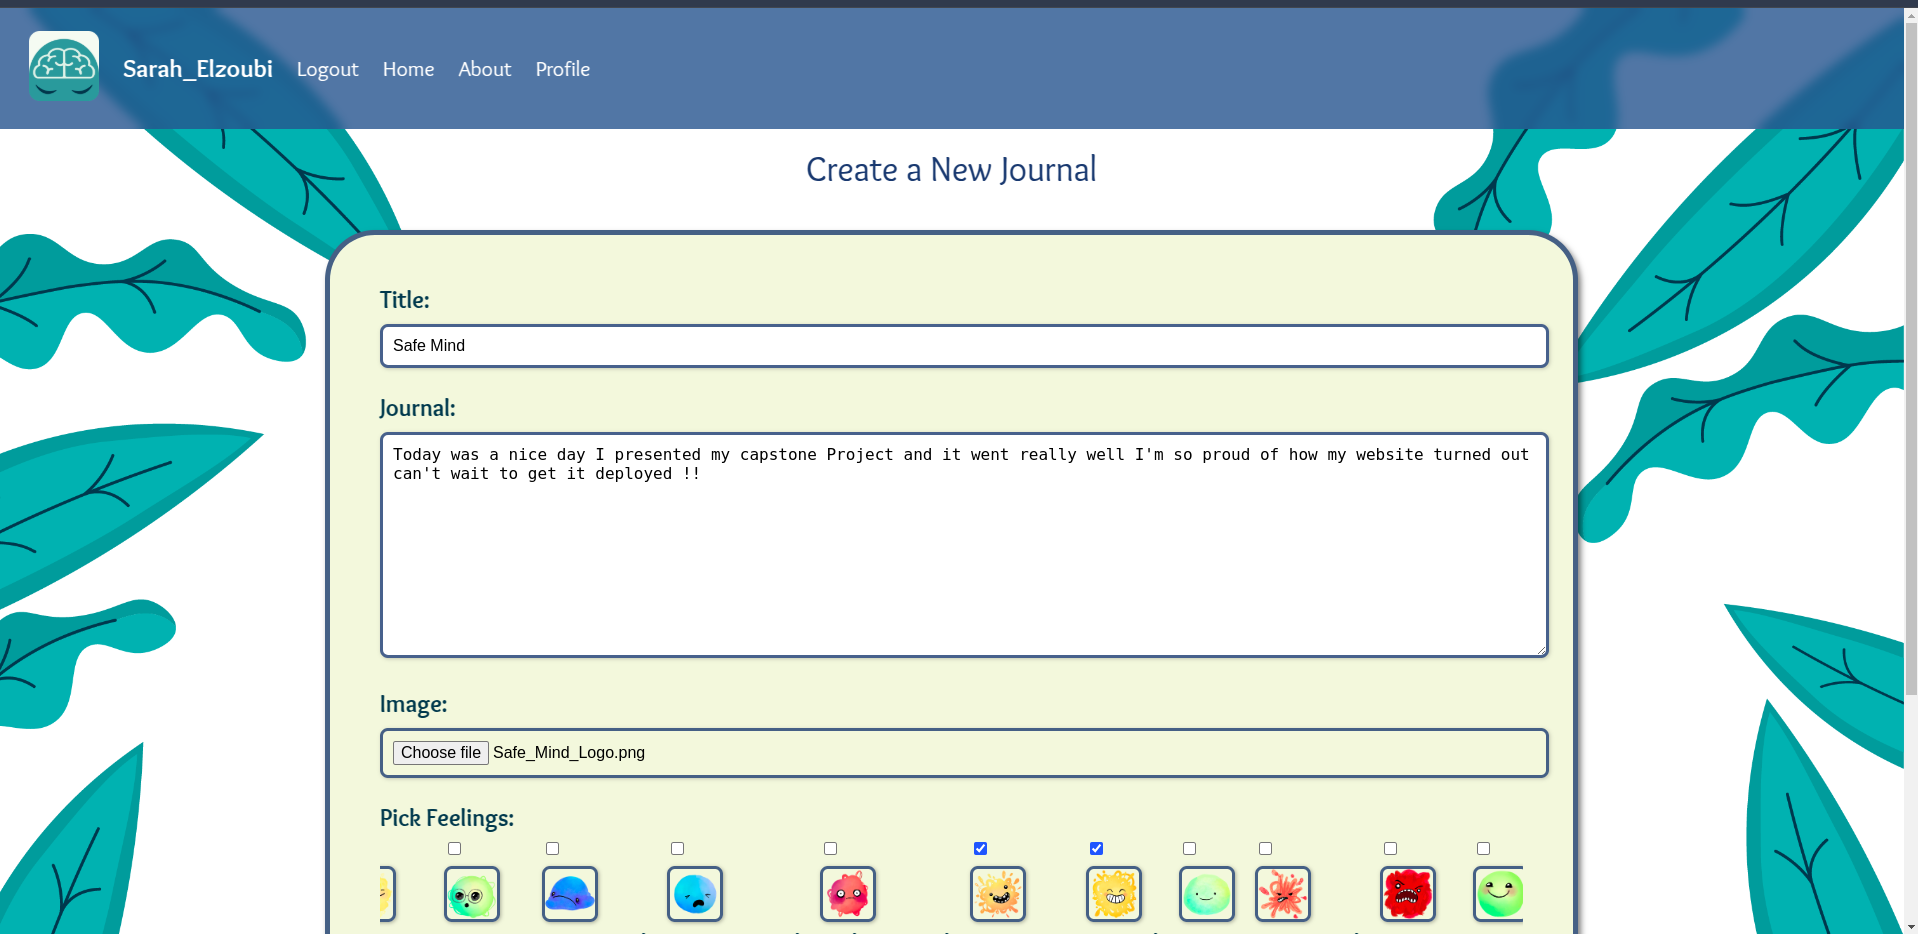 Sarah_Elzoubi Logout Home About Profile
Create a New Journal
Title:
Safe Mind
Journal:
Today was a nice day I presented my capstone Project and it went really well I'm so proud of how my website turned out
can't wait to get it deployed !!
Image:
Choose file Safe_Mind_Logo.png
Pick Feelings: